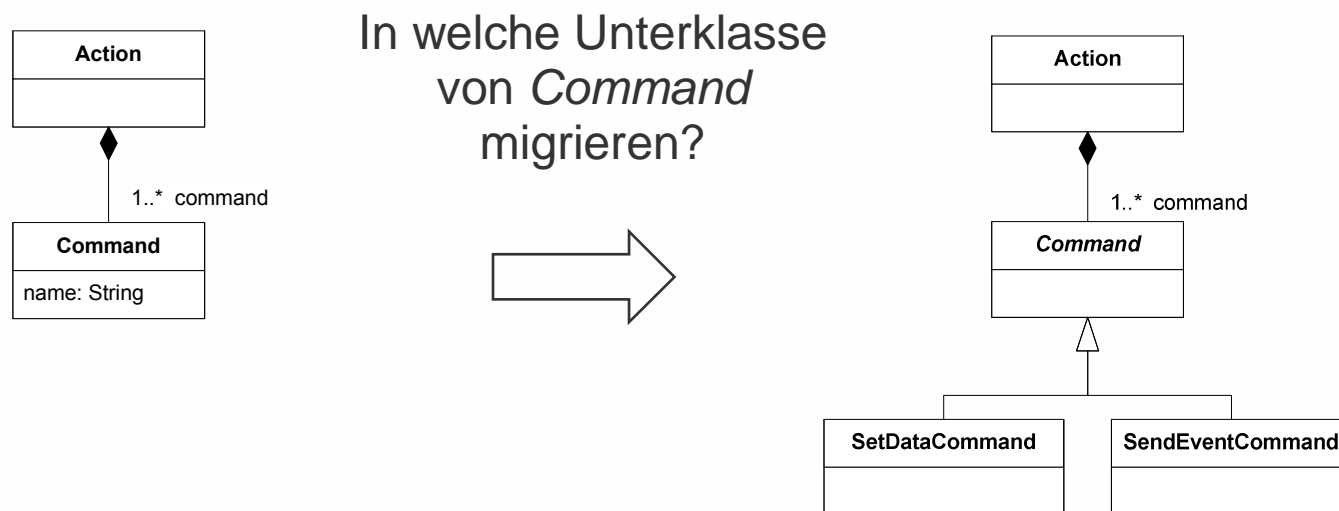 In welche Unterklasse
von Command
migrieren?
Action
1..* command
Command
name: String
Action
1..* command
Command
SetDataCommand
SendEventCommand